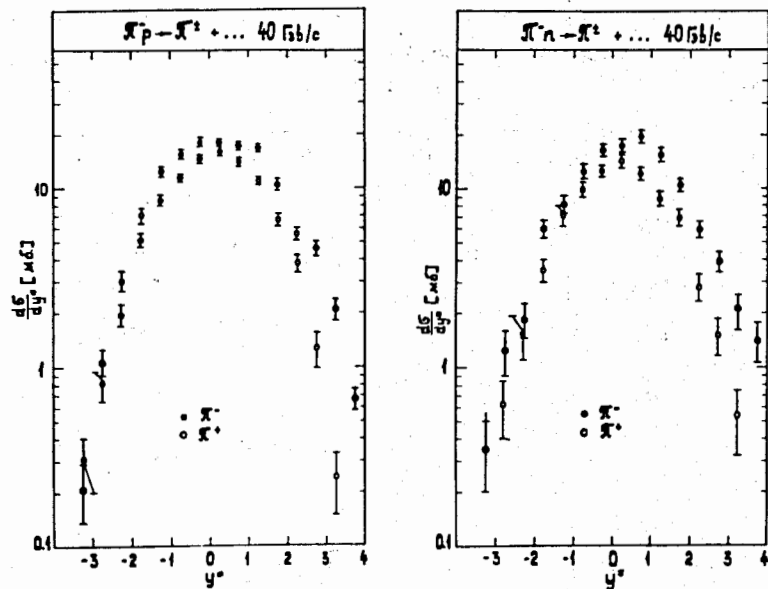 π⁻p → π± + ... 40 Гэв/c
10
1
0.1
dσ/dy* [мб]
π⁻
π⁺
-3 -2 -1 0 1 2 3 4
y*
π⁻n → π± + ... 40 Гэв/c
10
1
0.1
dσ/dy* [мб]
π⁻
π⁺
-3 -2 -1 0 1 2 3 4
y*